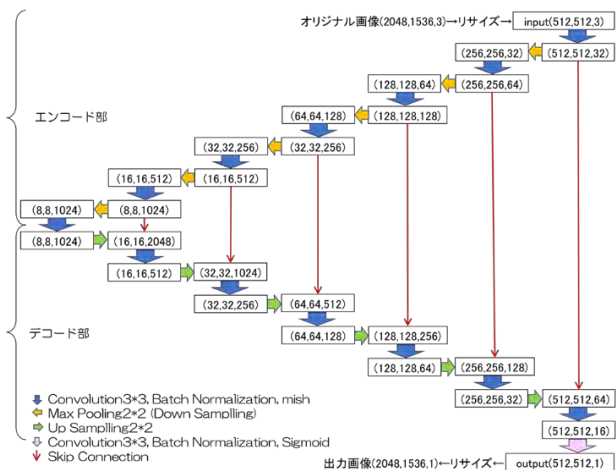 オリジナル画像(2048,1536,3)→リサイズ→ input(512,512,3)
(256,256,32) (512,512,32)
(128,128,64) (256,256,64)
(64,64,128) (128,128,128)
エンコード部
(32,32,256) (32,32,256)
(16,16,512) (16,16,512)
(8,8,1024) (8,8,1024)
(8,8,1024) (16,16,2048)
(16,16,512) (32,32,1024)
(32,32,256) (64,64,512)
デコード部
(64,64,128) (128,128,256)
(128,128,64) (256,256,128)
(256,256,32) (512,512,64)
(512,512,16)
Convolution3*3, Batch Normalization, mish
Max Pooling2*2 (Down Samplling)
Up Samplling2*2
Convolution3*3, Batch Normalization, Sigmoid
Skip Connection
出力画像(2048,1536,1)←リサイズ← output(512,512,1)